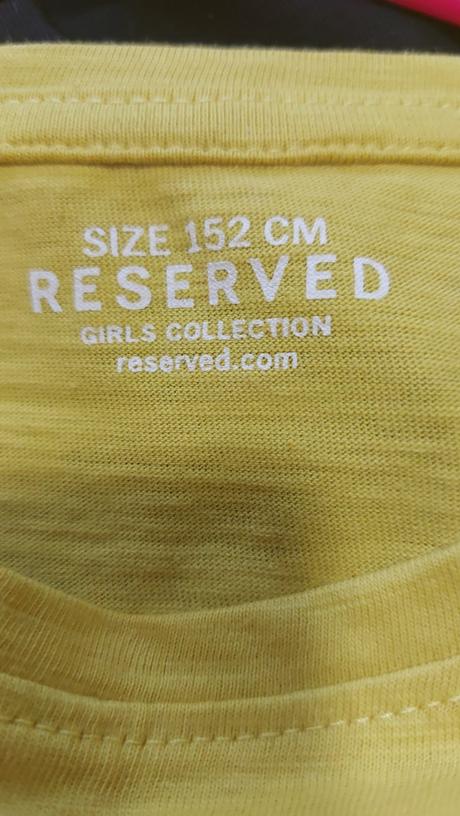 SIZE 152 CM
RESERVED
GIRLS COLLECTION
reserved.com